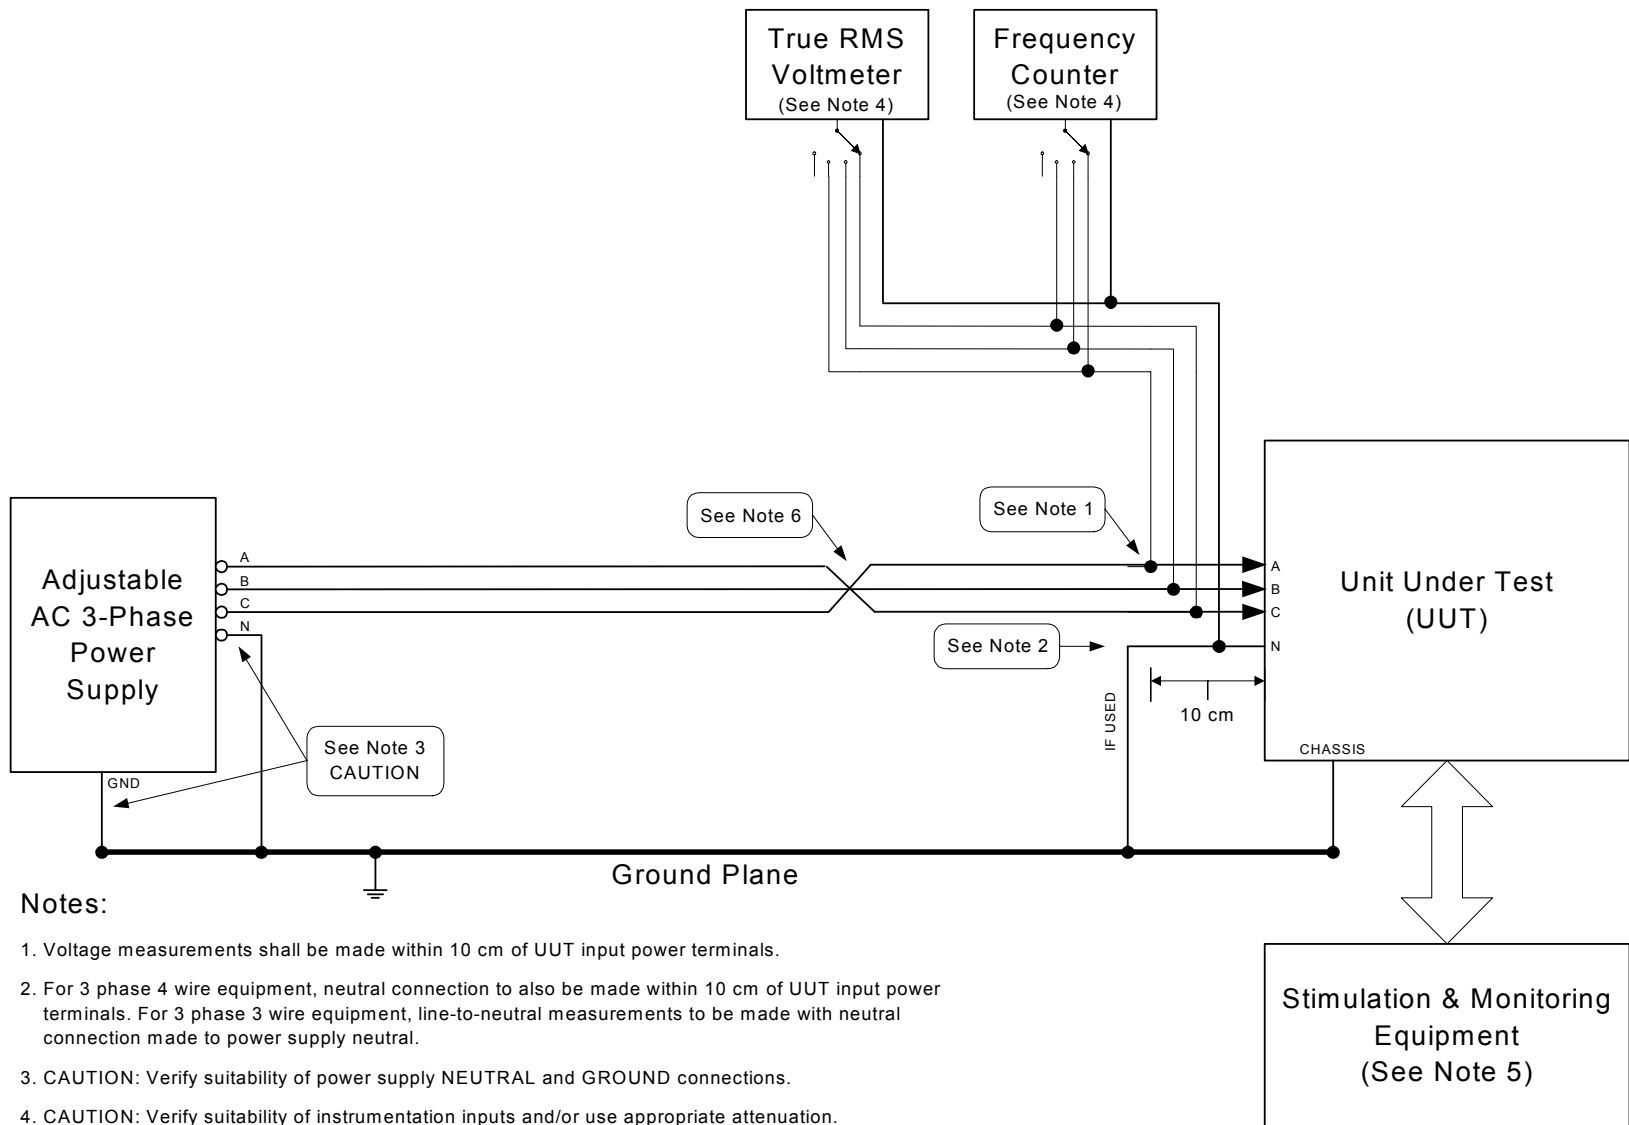 True RMS
Voltmeter
(See Note 4)
Frequency
Counter
(See Note 4)
See Note 6
See Note 1
Adjustable
AC 3-Phase
Power
Supply
A
B
C
N
GND
See Note 3
CAUTION
See Note 2
IF USED
10 cm
A
B
C
N
Unit Under Test
(UUT)
CHASSIS
Ground Plane
Stimulation & Monitoring
Equipment
(See Note 5)
Notes:
1. Voltage measurements shall be made within 10 cm of UUT input power terminals.
2. For 3 phase 4 wire equipment, neutral connection to also be made within 10 cm of UUT input power
terminals. For 3 phase 3 wire equipment, line-to-neutral measurements to be made with neutral
connection made to power supply neutral.
3. CAUTION: Verify suitability of power supply NEUTRAL and GROUND connections.
4. CAUTION: Verify suitability of instrumentation inputs and/or use appropriate attenuation.